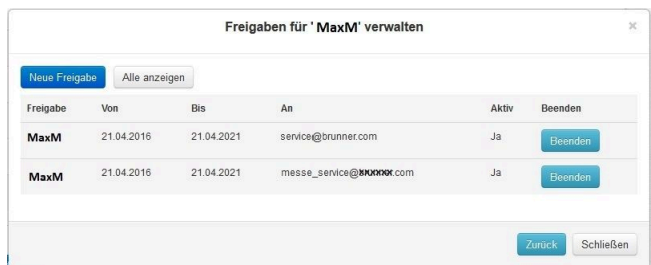 Freigaben für ' MaxM' verwalten ×
Neue Freigabe Alle anzeigen
Freigabe Von Bis An Aktiv Beenden
MaxM 21.04.2016 21.04.2021 service@brunner.com Ja Beenden
MaxM 21.04.2016 21.04.2021 messe_service@xxxxxx.com Ja Beenden
Zurück Schließen